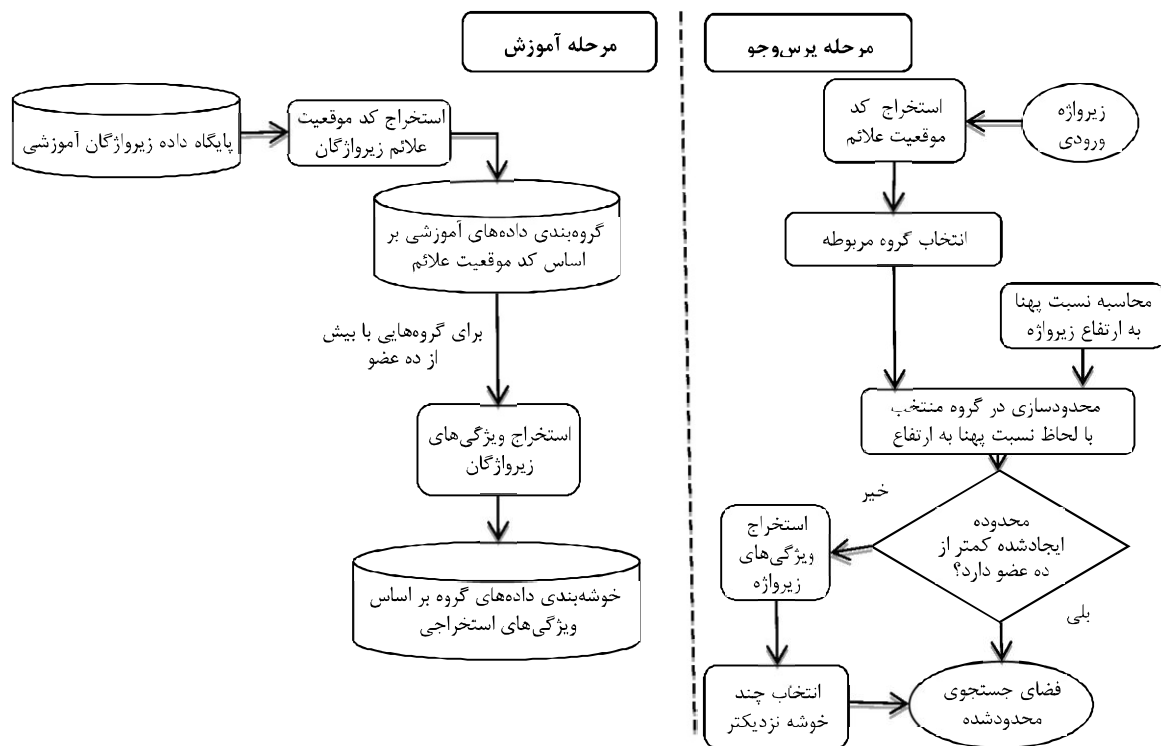 مرحله پرس‌وجو
زیرواژه
ورودی
استخراج کد
موقعیت علائم
انتخاب گروه مربوطه
محاسبه نسبت پهنا
به ارتفاع زیرواژه
محدودسازی در گروه منتخب
با لحاظ نسبت پهنا به ارتفاع
محدوده
ایجادشده کمتر از
ده عضو دارد؟
خیر
بلی
استخراج
ویژگی‌های
زیرواژه
انتخاب چند
خوشه نزدیکتر
فضای جستجوی
محدودشده
مرحله آموزش
پایگاه داده زیرواژگان آموزشی
استخراج کد موقعیت
علائم زیرواژگان
گروه‌بندی داده‌های آموزشی بر
اساس کد موقعیت علائم
برای گروه‌هایی با بیش
از ده عضو
استخراج ویژگی‌های
زیرواژگان
خوشه‌بندی داده‌های گروه بر اساس
ویژگی‌های استخراجی